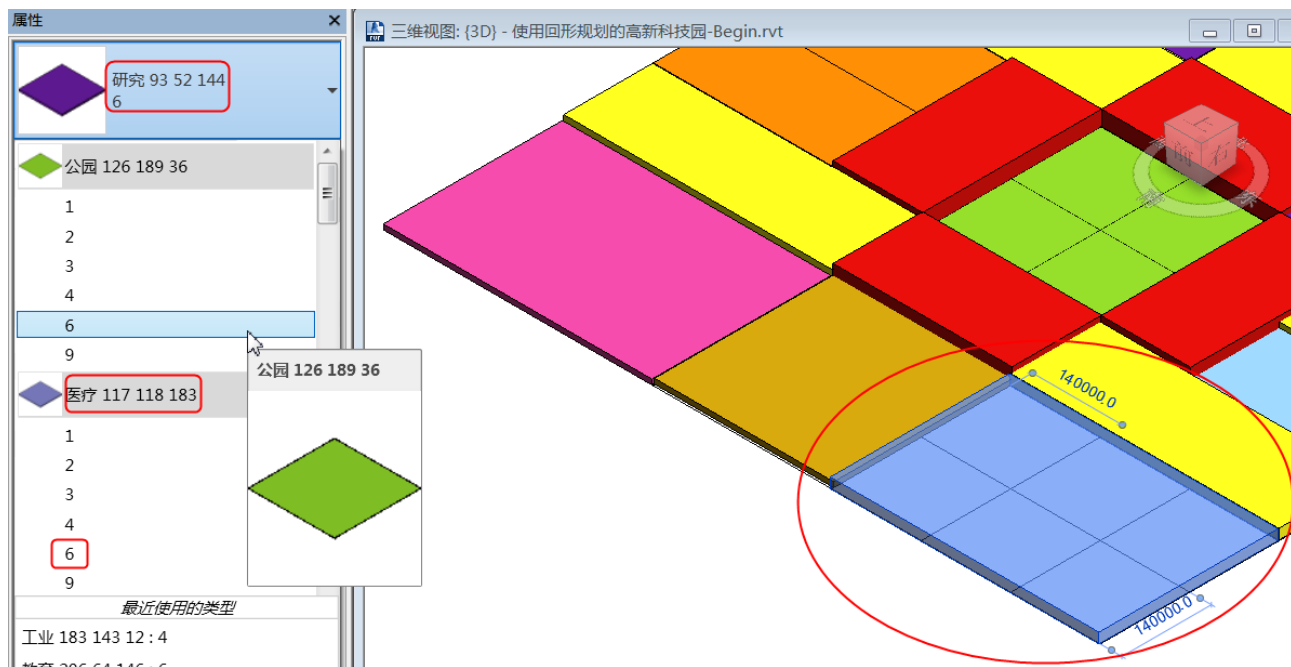 属性
三维视图: {3D} - 使用回形规划的高新科技园-Begin.rvt
研究 93 52 144
6
公园 126 189 36
1
2
3
4
6
9
公园 126 189 36
医疗 117 118 183
1
2
3
4
6
9
最近使用的类型
工业 183 143 12 : 4
上
前
右
140000.0
140000.0